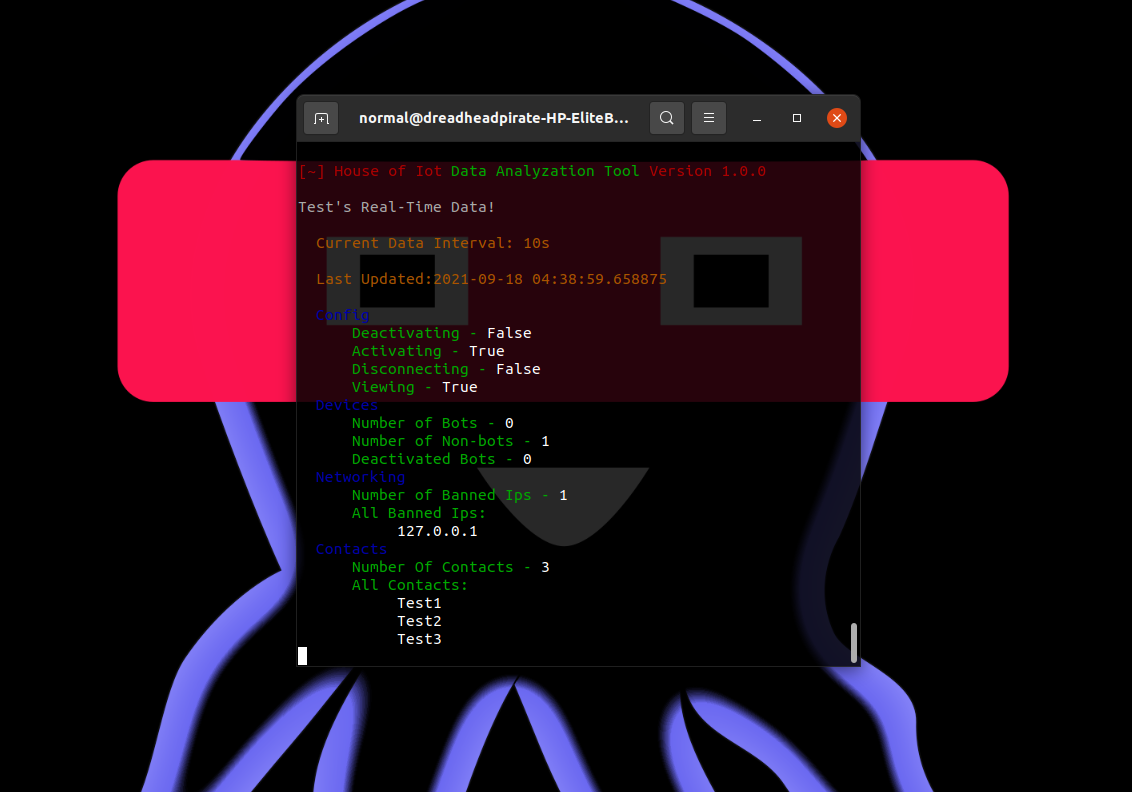 normal@dreadheadpirate-HP-EliteB...
[~] House of Iot Data Analyzation Tool Version 1.0.0
Test's Real-Time Data!
Current Data Interval: 10s
Last Updated:2021-09-18 04:38:59.658875
Config
Deactivating - False
Activating - True
Disconnecting - False
Viewing - True
Devices
Number of Bots - 0
Number of Non-bots - 1
Deactivated Bots - 0
Networking
Number of Banned Ips - 1
All Banned Ips:
127.0.0.1
Contacts
Number Of Contacts - 3
All Contacts:
Test1
Test2
Test3